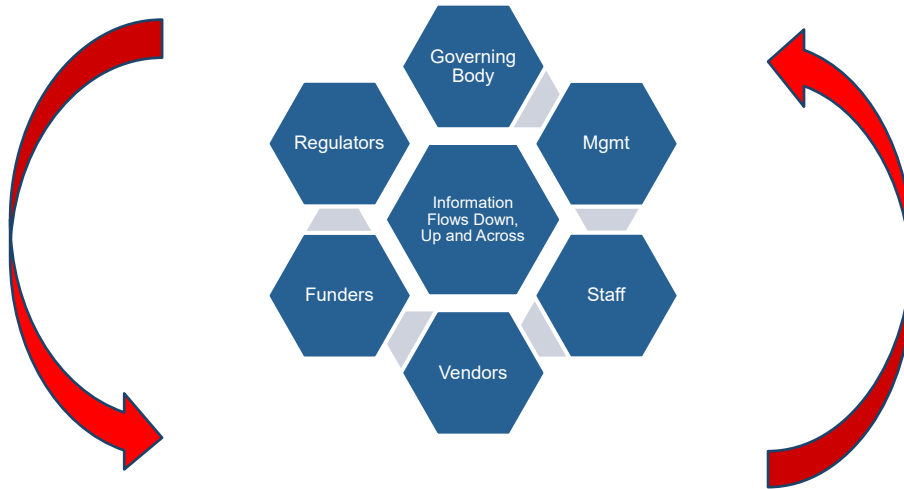 Governing
Body
Regulators
Mgmt
Information
Flows Down,
Up and Across
Funders
Staff
Vendors